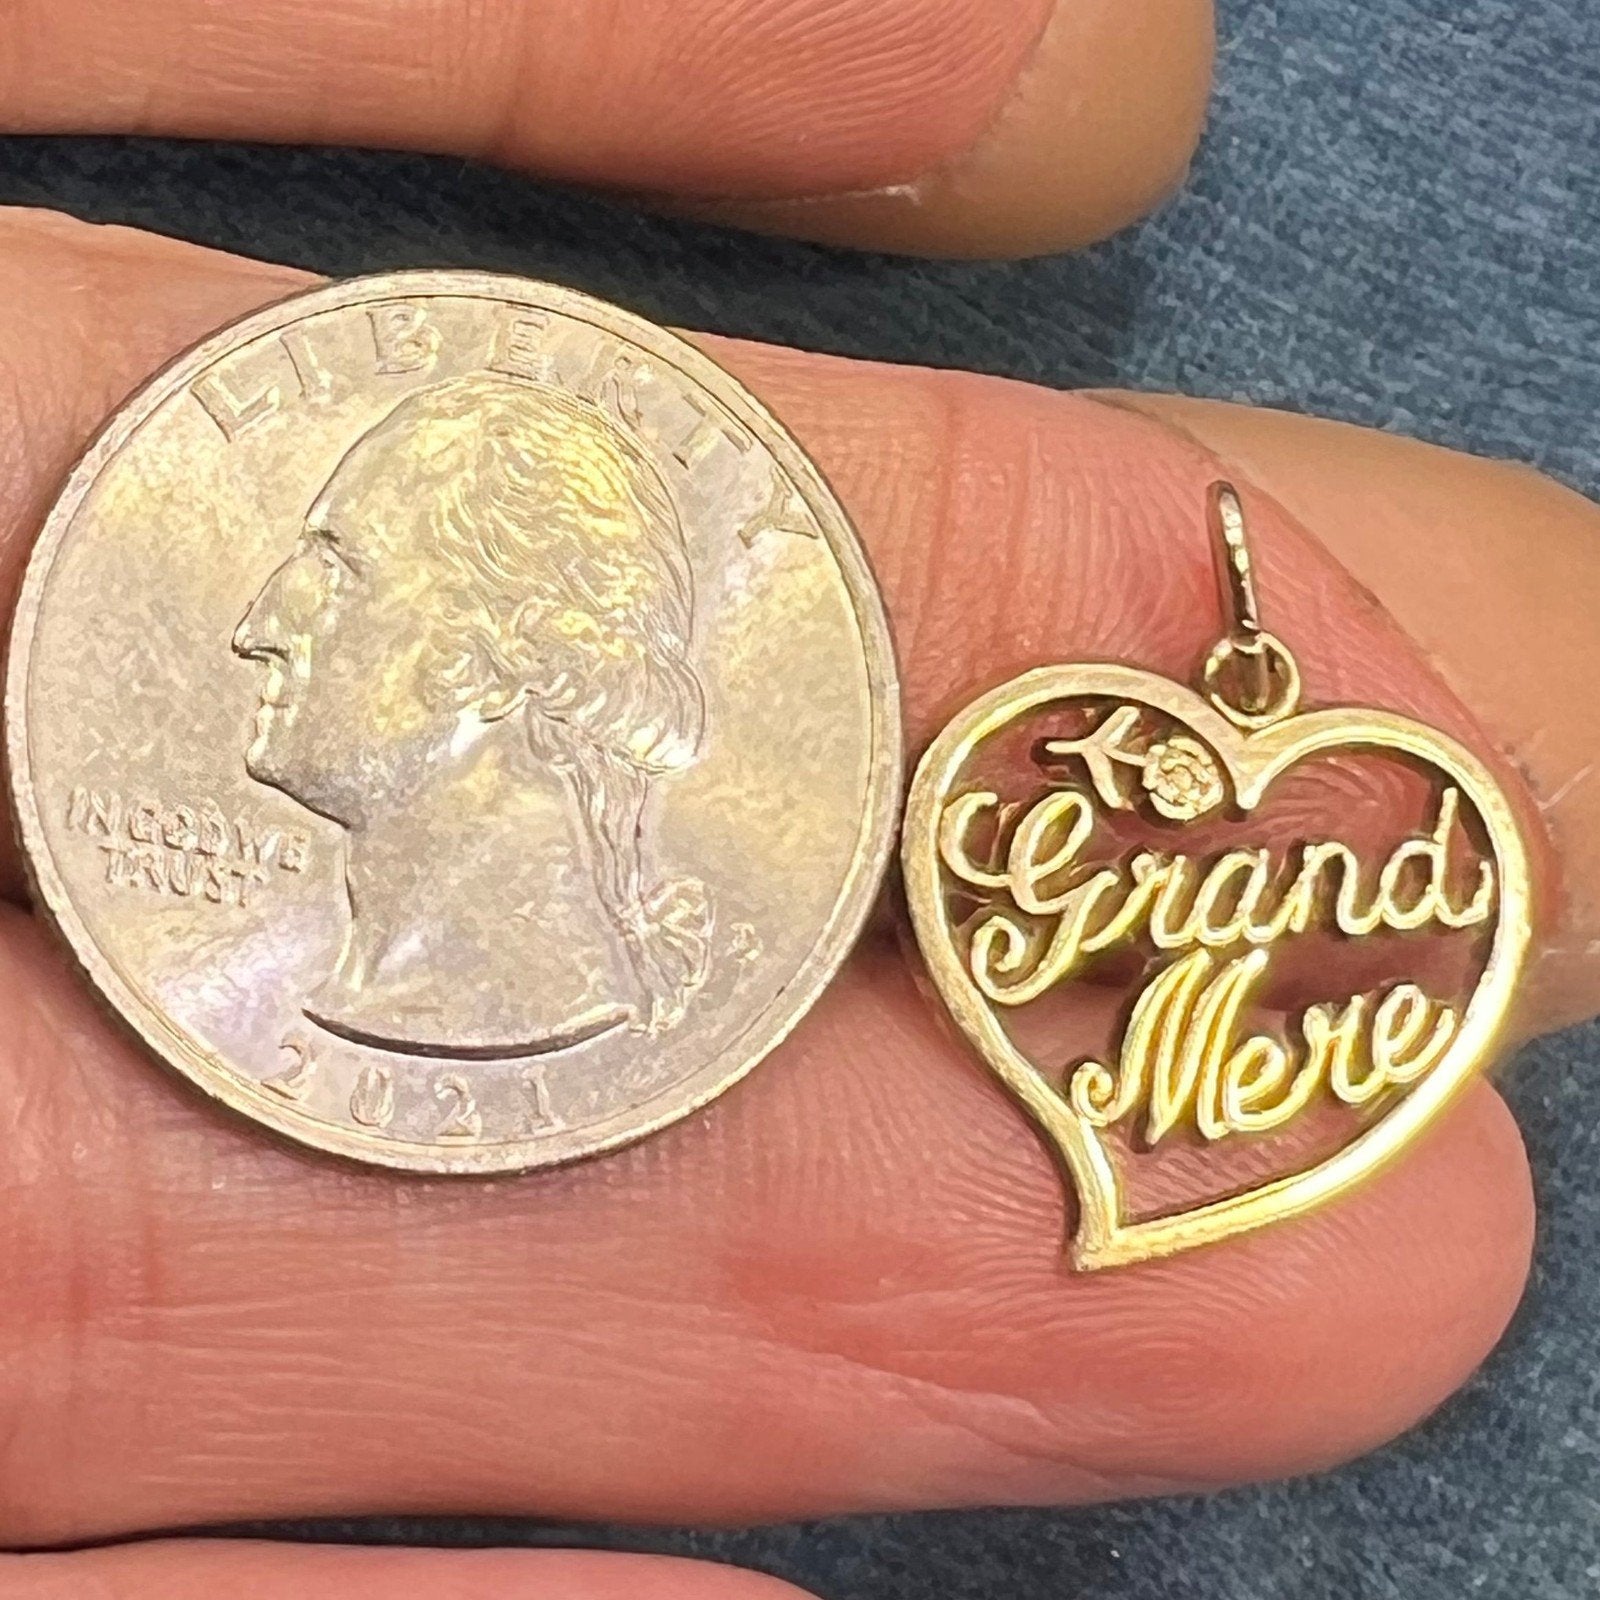 LIBERTY
IN GOD WE
TRUST
P
2021
Grand
Mere